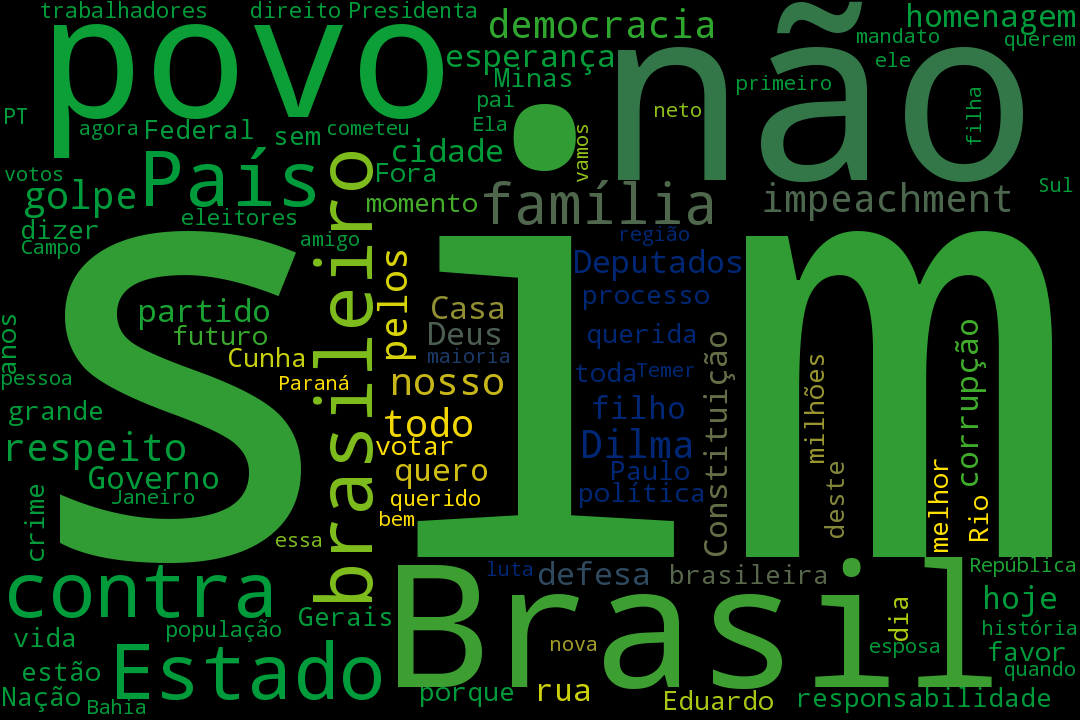 trabalhadores
direito
Presidenta
povo
democracia
não
homenagem
mandato
querem
esperança
ele
Minas
primeiro
pai
neto
filha
PT
agora
Federal
sem
cometeu
Ela
vamos
cidade
País
Fora
votos
golpe
momento
família
impeachment
Sul
eleitores
dizer
Campo
amigo
região
sim
brasileiro
pelos
Deputados
processo
partido
futuro
Casa
Deus
querida
anos
Cunha
maioria
pessoa
Paraná
nosso
toda
Temer
Constituição
milhões
corrupção
grande
todo
filho
respeito
votar
Dilma
Governo
quero
Paulo
Janeiro
querido
política
deste
melhor
Rio
crime
bem
essa
contra
Brasil
luta
defesa
brasileira
República
hoje
Gerais
vida
população
dia
história
Estado
nova
esposa
favor
estão
quando
Nação
Bahia
porque
rua
Eduardo
responsabilidade